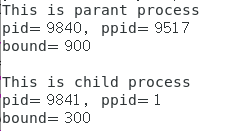 This is parant process
pid= 9840, ppid= 9517
bound= 900
This is child process
pid= 9841, ppid= 1
bound= 300